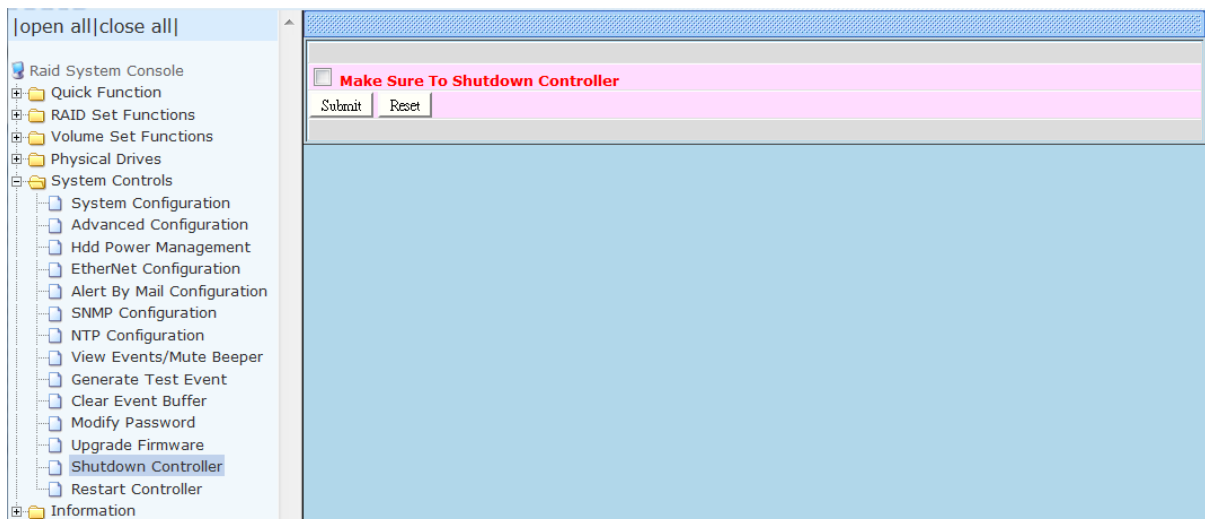 |open all|close all|
Raid System Console
Quick Function
RAID Set Functions
Volume Set Functions
Physical Drives
System Controls
System Configuration
Advanced Configuration
Hdd Power Management
EtherNet Configuration
Alert By Mail Configuration
SNMP Configuration
NTP Configuration
View Events/Mute Beeper
Generate Test Event
Clear Event Buffer
Modify Password
Upgrade Firmware
Shutdown Controller
Restart Controller
Information
Make Sure To Shutdown Controller
Submit Reset